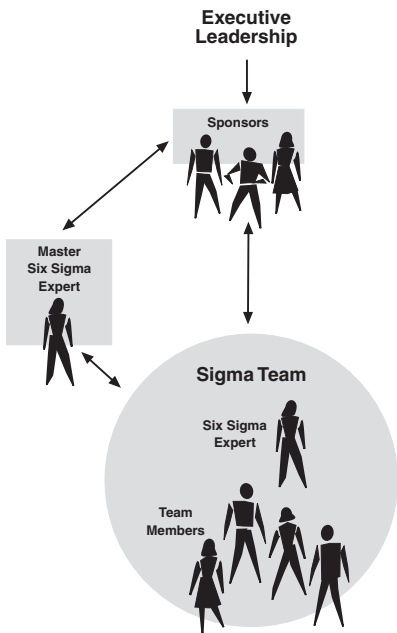 Executive
Leadership
Sponsors
Master
Six Sigma
Expert
Sigma Team
Six Sigma
Expert
Team
Members